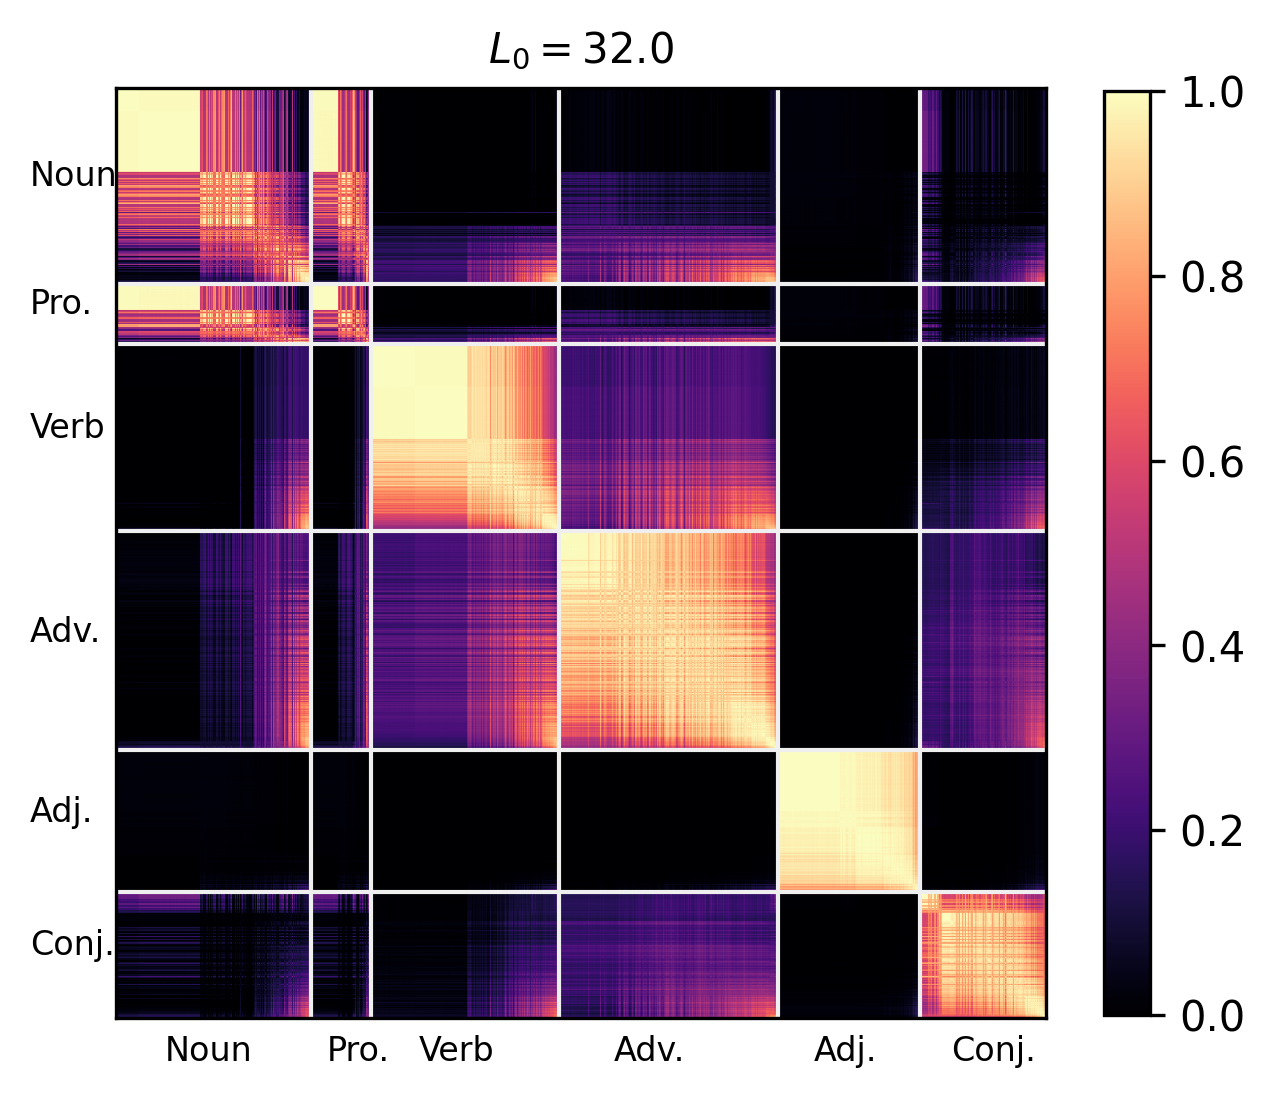 L₀ = 32.0
Noun
Pro.
Verb
Adv.
Adj.
Conj.
Noun Pro. Verb Adv. Adj. Conj.
1.0
0.8
0.6
0.4
0.2
0.0